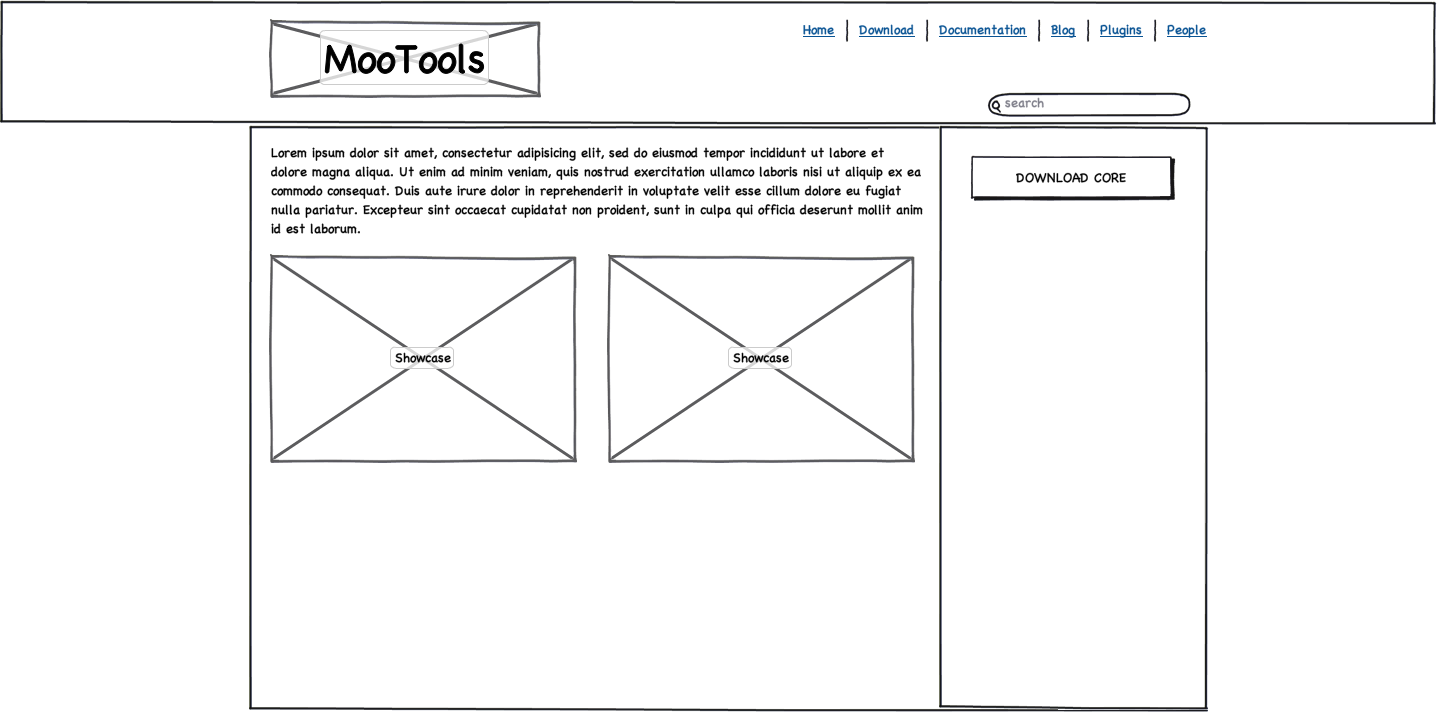 MooTools
Home Download Documentation Blog Plugins People
search
Lorem ipsum dolor sit amet, consectetur adipisicing elit, sed do eiusmod tempor incididunt ut labore et
dolore magna aliqua. Ut enim ad minim veniam, quis nostrud exercitation ullamco laboris nisi ut aliquip ex ea
commodo consequat. Duis aute irure dolor in reprehenderit in voluptate velit esse cillum dolore eu fugiat
nulla pariatur. Excepteur sint occaecat cupidatat non proident, sunt in culpa qui officia deserunt mollit anim
id est laborum.
DOWNLOAD CORE
Showcase
Showcase